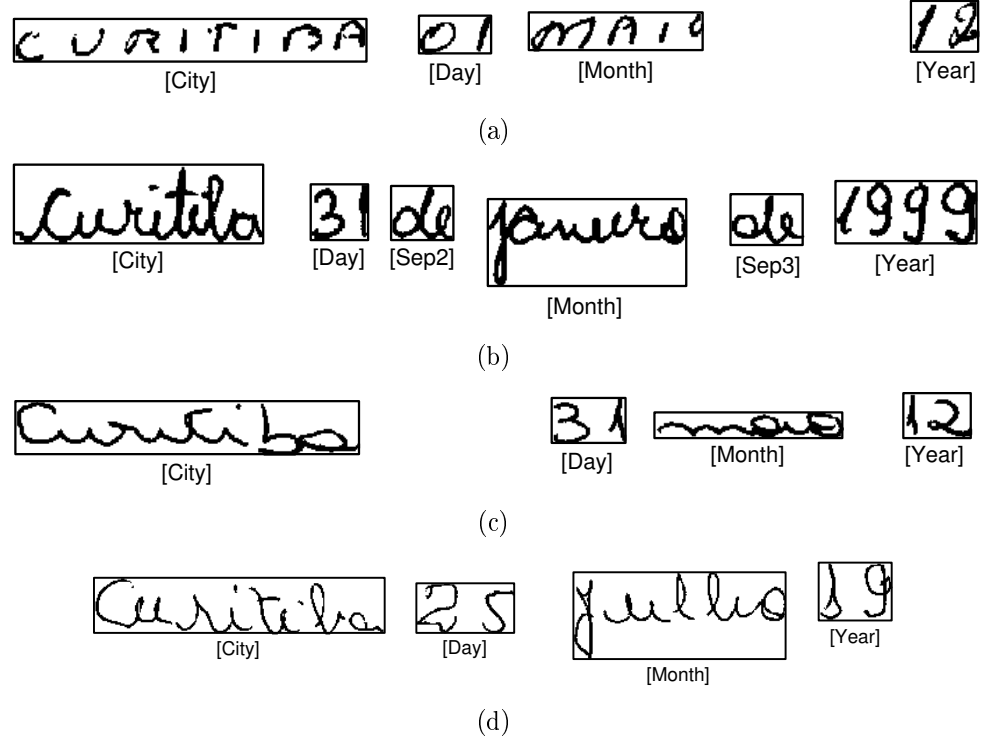 CURITIBA 01 MAIO 12
[City] [Day] [Month] [Year]
(a)
Curitiba 31 de janeiro de 1999
[City] [Day] [Sep2] [Month] [Sep3] [Year]
(b)
Curitiba 31 maio 12
[City] [Day] [Month] [Year]
(c)
Curitiba 25 julho 19
[City] [Day] [Month] [Year]
(d)